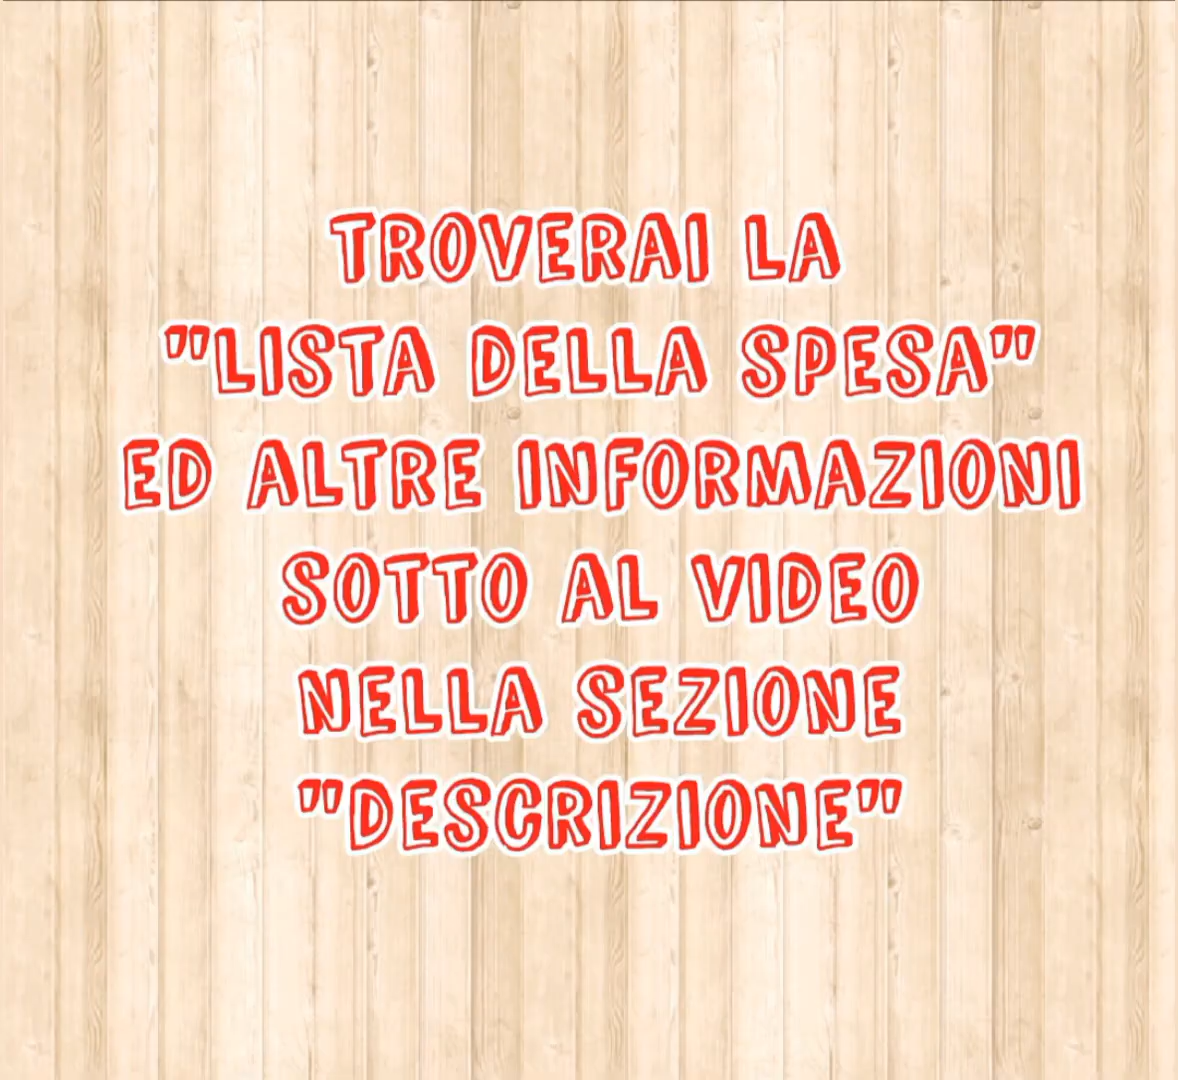 TROVERAI LA
"LISTA DELLA SPESA"
ED ALTRE INFORMAZIONI
SOTTO AL VIDEO
NELLA SEZIONE
"DESCRIZIONE"